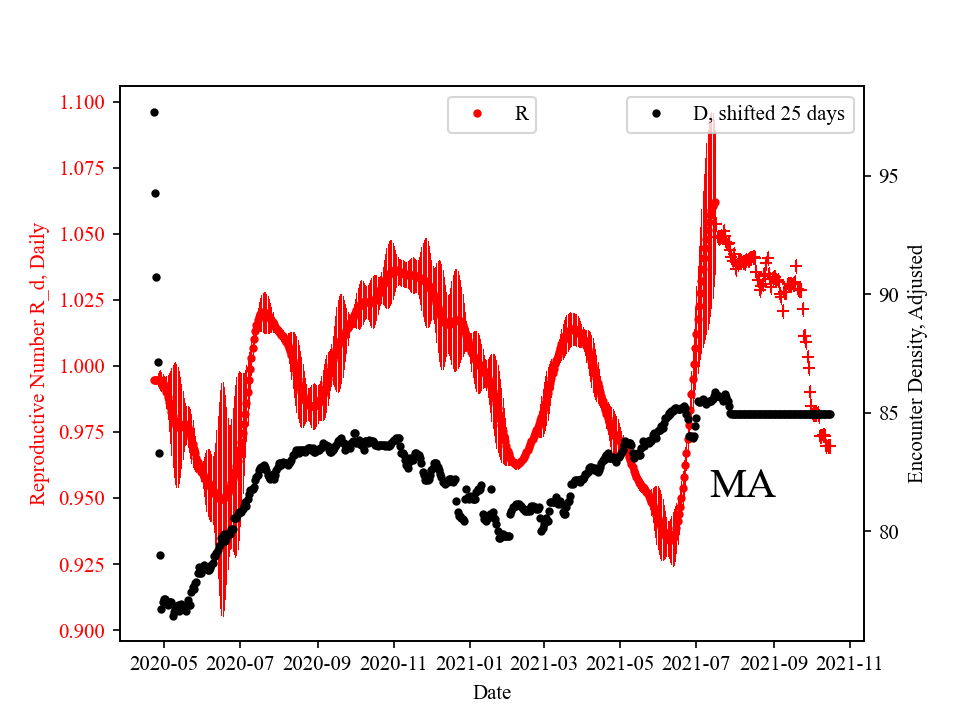 R
D, shifted 25 days
1.100
1.075
1.050
1.025
1.000
0.975
0.950
0.925
0.900
Reproductive Number R_d, Daily
95
90
85
80
Encounter Density, Adjusted
MA
2020-05 2020-07 2020-09 2020-11 2021-01 2021-03 2021-05 2021-07 2021-09 2021-11
Date